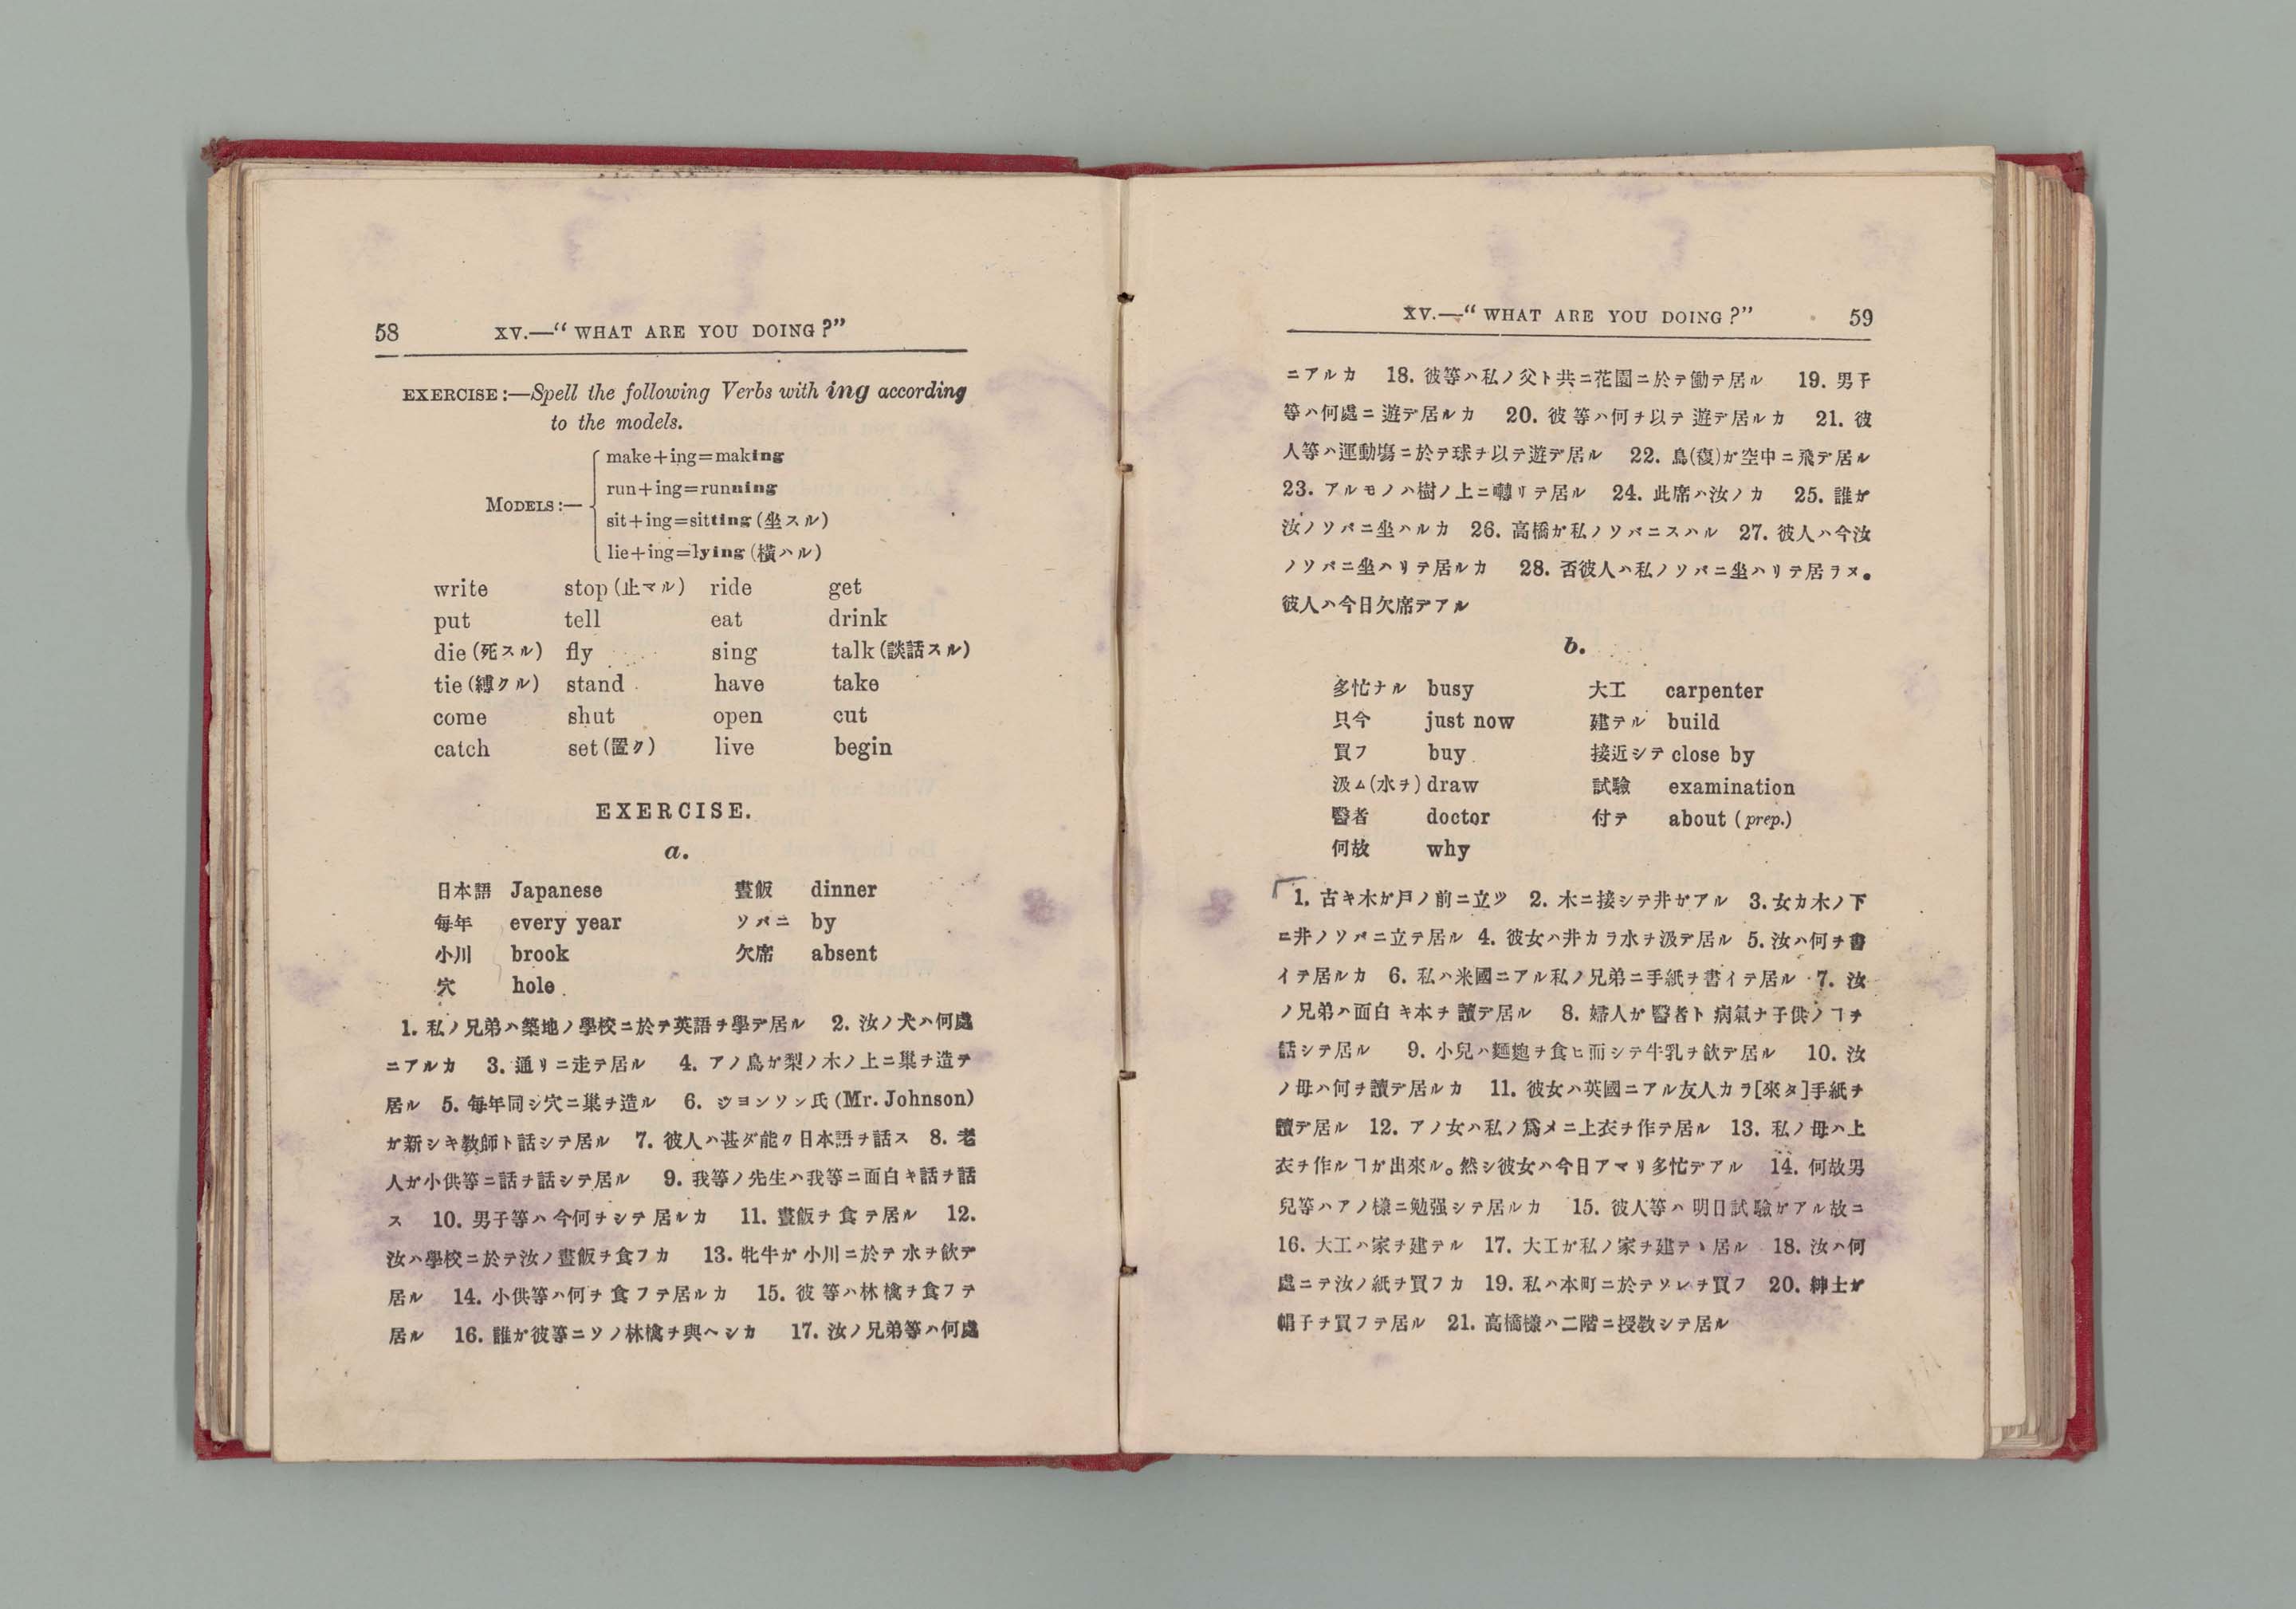 58 XV.—“ WHAT ARE YOU DOING ?”
EXERCISE :—Spell the following Verbs with ing according
to the models.
MODELS :—
make+ing=making
run+ing=running
sit+ing=sitting (坐スル)
lie+ing=lying (横ハル)
write stop (止マル) ride get
put tell eat drink
die (死スル) fly sing talk (談話スル)
tie (縛クル) stand have take
come shut open cut
catch set (置ク) live begin
EXERCISE.
a.
日本語 Japanese 晝飯 dinner
毎年 every year ソバニ by
小川 brook 欠席 absent
穴 hole
1. 私ノ兄弟ハ築地ノ學校ニ於テ英語ヲ學デ居ル 2. 汝ノ犬ハ何處
ニアルカ 3. 通リニ走テ居ル 4. アノ鳥ガ梨ノ木ノ上ニ巣ヲ造テ
居ル 5. 毎年同シ穴ニ巣ヲ造ル 6. ジヨンソン氏 (Mr. Johnson)
ガ新シキ教師ト話シテ居ル 7. 彼人ハ甚ダ能ク日本語ヲ話ス 8. 老
人ガ小供等ニ話ヲ話シテ居ル 9. 我等ノ先生ハ我等ニ面白キ話ヲ話
ス 10. 男子等ハ今何ヲシテ居ルカ 11. 晝飯ヲ食テ居ル 12.
汝ハ學校ニ於テ汝ノ晝飯ヲ食フカ 13. 牝牛ガ小川ニ於テ水ヲ飲デ
居ル 14. 小供等ハ何ヲ食フテ居ルカ 15. 彼等ハ林檎ヲ食フテ
居ル 16. 誰ガ彼等ニソノ林檎ヲ與ヘシカ 17. 汝ノ兄弟等ハ何處
XV.—“ WHAT ARE YOU DOING ?” 59
ニアルカ 18. 彼等ハ私ノ父ト共ニ花園ニ於テ働テ居ル 19. 男子
等ハ何處ニ遊デ居ルカ 20. 彼等ハ何ヲ以テ遊デ居ルカ 21. 彼
人等ハ運動塲ニ於テ球ヲ以テ遊デ居ル 22. 鳥(複)ガ空中ニ飛デ居ル
23. アルモノハ樹ノ上ニ囀リテ居ル 24. 此席ハ汝ノカ 25. 誰ガ
汝ノソバニ坐ハルカ 26. 高橋ガ私ノソバニスハル 27. 彼人ハ今汝
ノソバニ坐ハリテ居ルカ 28. 否彼人ハ私ノソバニ坐ハリテ居ラヌ。
彼人ハ今日欠席デアル
b.
多忙ナル busy 大工 carpenter
只今 just now 建テル build
買フ buy 接近シテ close by
汲ム(水ヲ) draw 試驗 examination
醫者 doctor 付テ about (prep.)
何故 why
1. 古キ木ガ戸ノ前ニ立ツ 2. 木ニ接シテ井ガアル 3. 女カ木ノ下
ニ井ノソバニ立テ居ル 4. 彼女ハ井カラ水ヲ汲デ居ル 5. 汝ハ何ヲ書
イテ居ルカ 6. 私ハ米國ニアル私ノ兄弟ニ手紙ヲ書イテ居ル 7. 汝
ノ兄弟ハ面白キ本ヲ讀デ居ル 8. 婦人ガ醫者ト病氣ナ子供ノヿヲ
話シテ居ル 9. 小兒ハ麵麭ヲ食ヒ而シテ牛乳ヲ飲デ居ル 10. 汝
ノ母ハ何ヲ讀デ居ルカ 11. 彼女ハ英國ニアル友人カラ[來タ]手紙ヲ
讀デ居ル 12. アノ女ハ私ノ爲メニ上衣ヲ作テ居ル 13. 私ノ母ハ上
衣ヲ作ルヿガ出來ル。然シ彼女ハ今日アマリ多忙デアル 14. 何故男
兒等ハアノ様ニ勉强シテ居ルカ 15. 彼人等ハ明日試驗ガアル故ニ
16. 大工ハ家ヲ建テル 17. 大工ガ私ノ家ヲ建テヽ居ル 18. 汝ハ何
處ニテ汝ノ紙ヲ買フカ 19. 私ハ本町ニ於テソレヲ買フ 20. 紳士ガ
帽子ヲ買フテ居ル 21. 高橋様ハ二階ニ授教シテ居ル